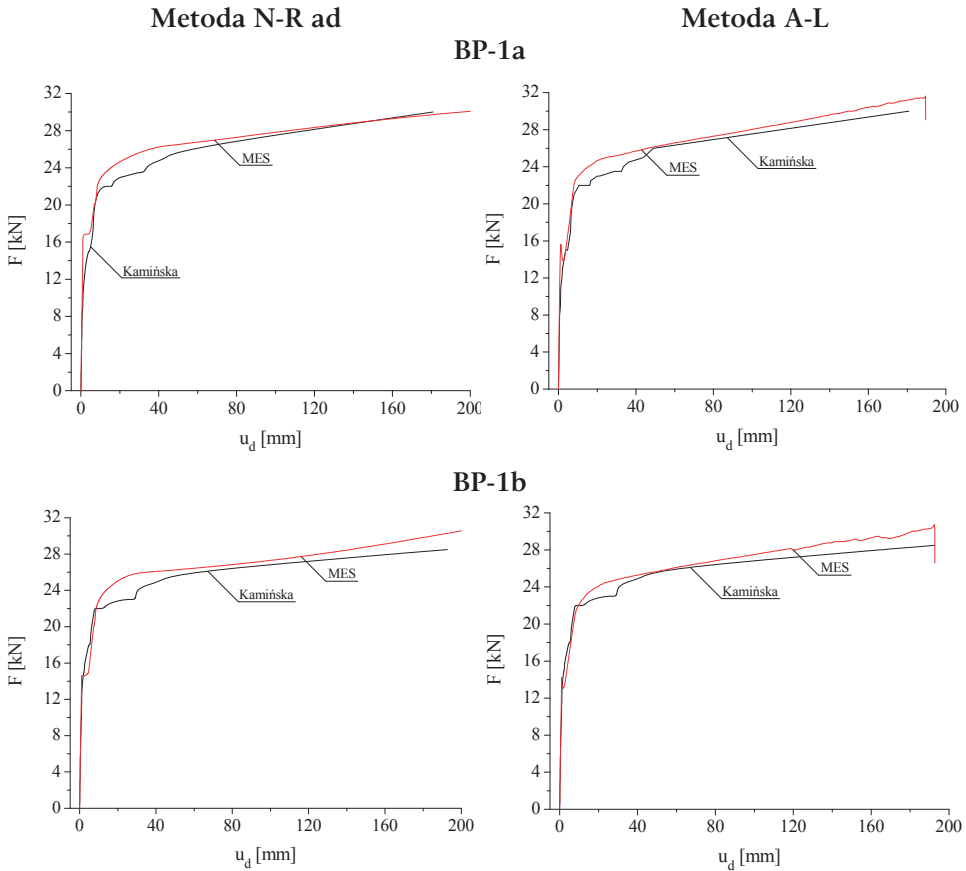 Metoda N-R ad
Metoda A-L
BP-1a
32
28
24
20
16
12
8
4
0
F [kN]
MES
Kamińska
0 40 80 120 160 200
u_d [mm]
32
28
24
20
16
12
8
4
0
F [kN]
MES
Kamińska
0 40 80 120 160 200
u_d [mm]
BP-1b
32
28
24
20
16
12
8
4
0
F [kN]
MES
Kamińska
0 40 80 120 160 200
u_d [mm]
32
28
24
20
16
12
8
4
0
F [kN]
MES
Kamińska
0 40 80 120 160 200
u_d [mm]